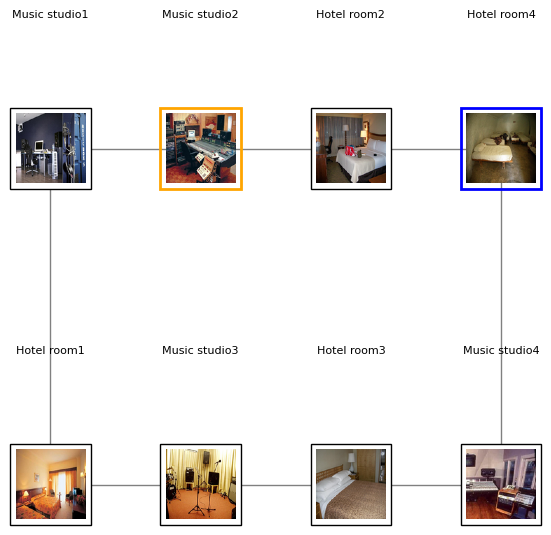 Music studio1
Music studio2
Hotel room2
Hotel room4
Hotel room1
Music studio3
Hotel room3
Music studio4